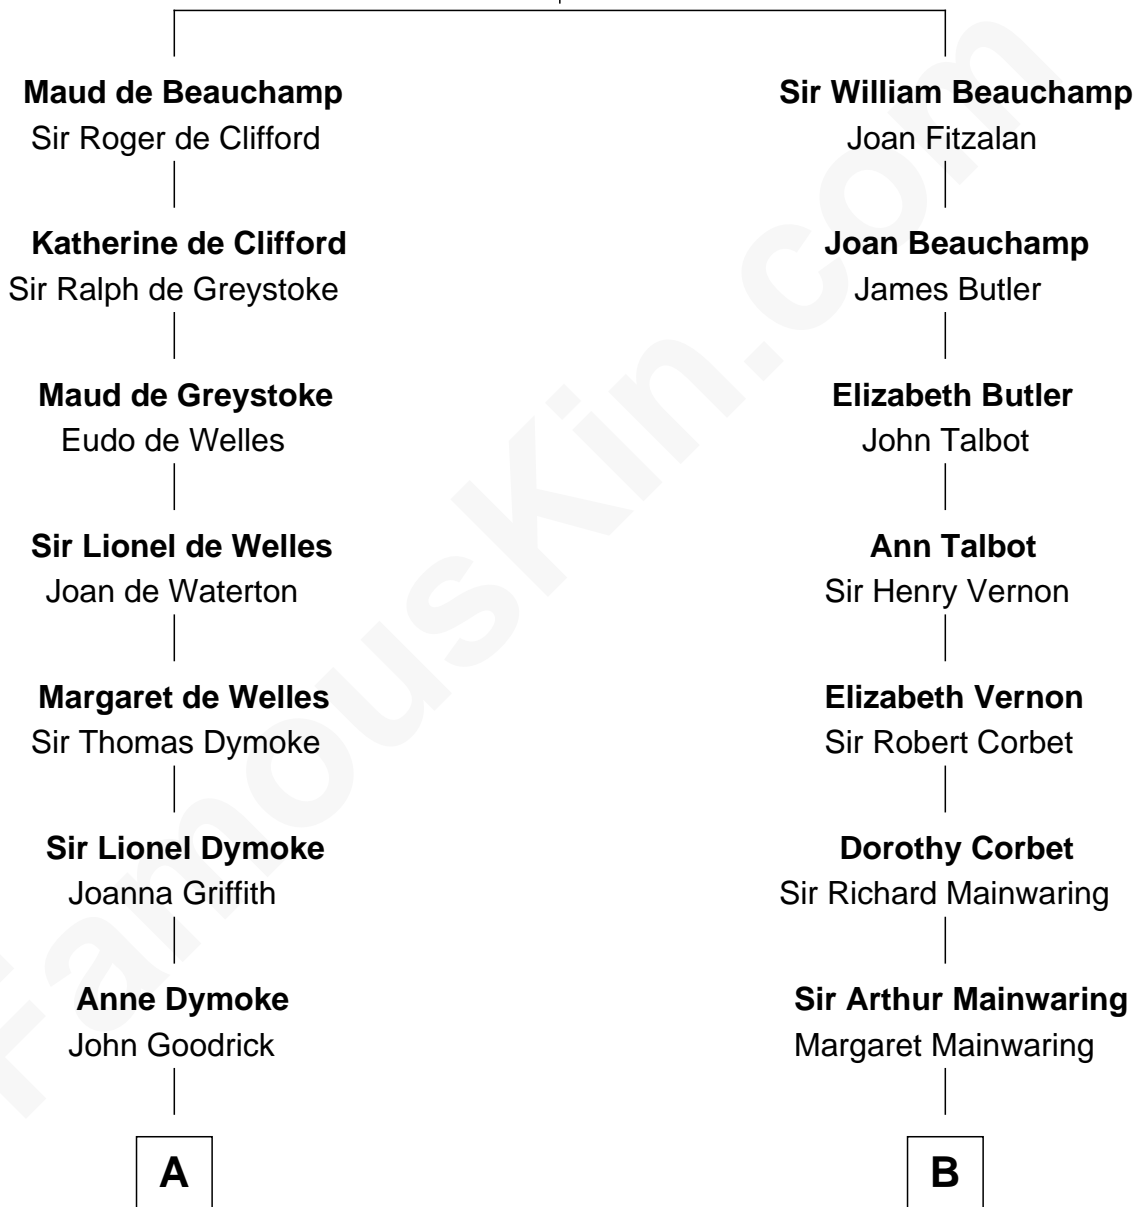 Maud de Beauchamp
Sir Roger de Clifford
Katherine de Clifford
Sir Ralph de Greystoke
Maud de Greystoke
Eudo de Welles
Sir Lionel de Welles
Joan de Waterton
Margaret de Welles
Sir Thomas Dymoke
Sir Lionel Dymoke
Joanna Griffith
Anne Dymoke
John Goodrick
A
Sir William Beauchamp
Joan Fitzalan
Joan Beauchamp
James Butler
Elizabeth Butler
John Talbot
Ann Talbot
Sir Henry Vernon
Elizabeth Vernon
Sir Robert Corbet
Dorothy Corbet
Sir Richard Mainwaring
Sir Arthur Mainwaring
Margaret Mainwaring
B
FamousKin.com